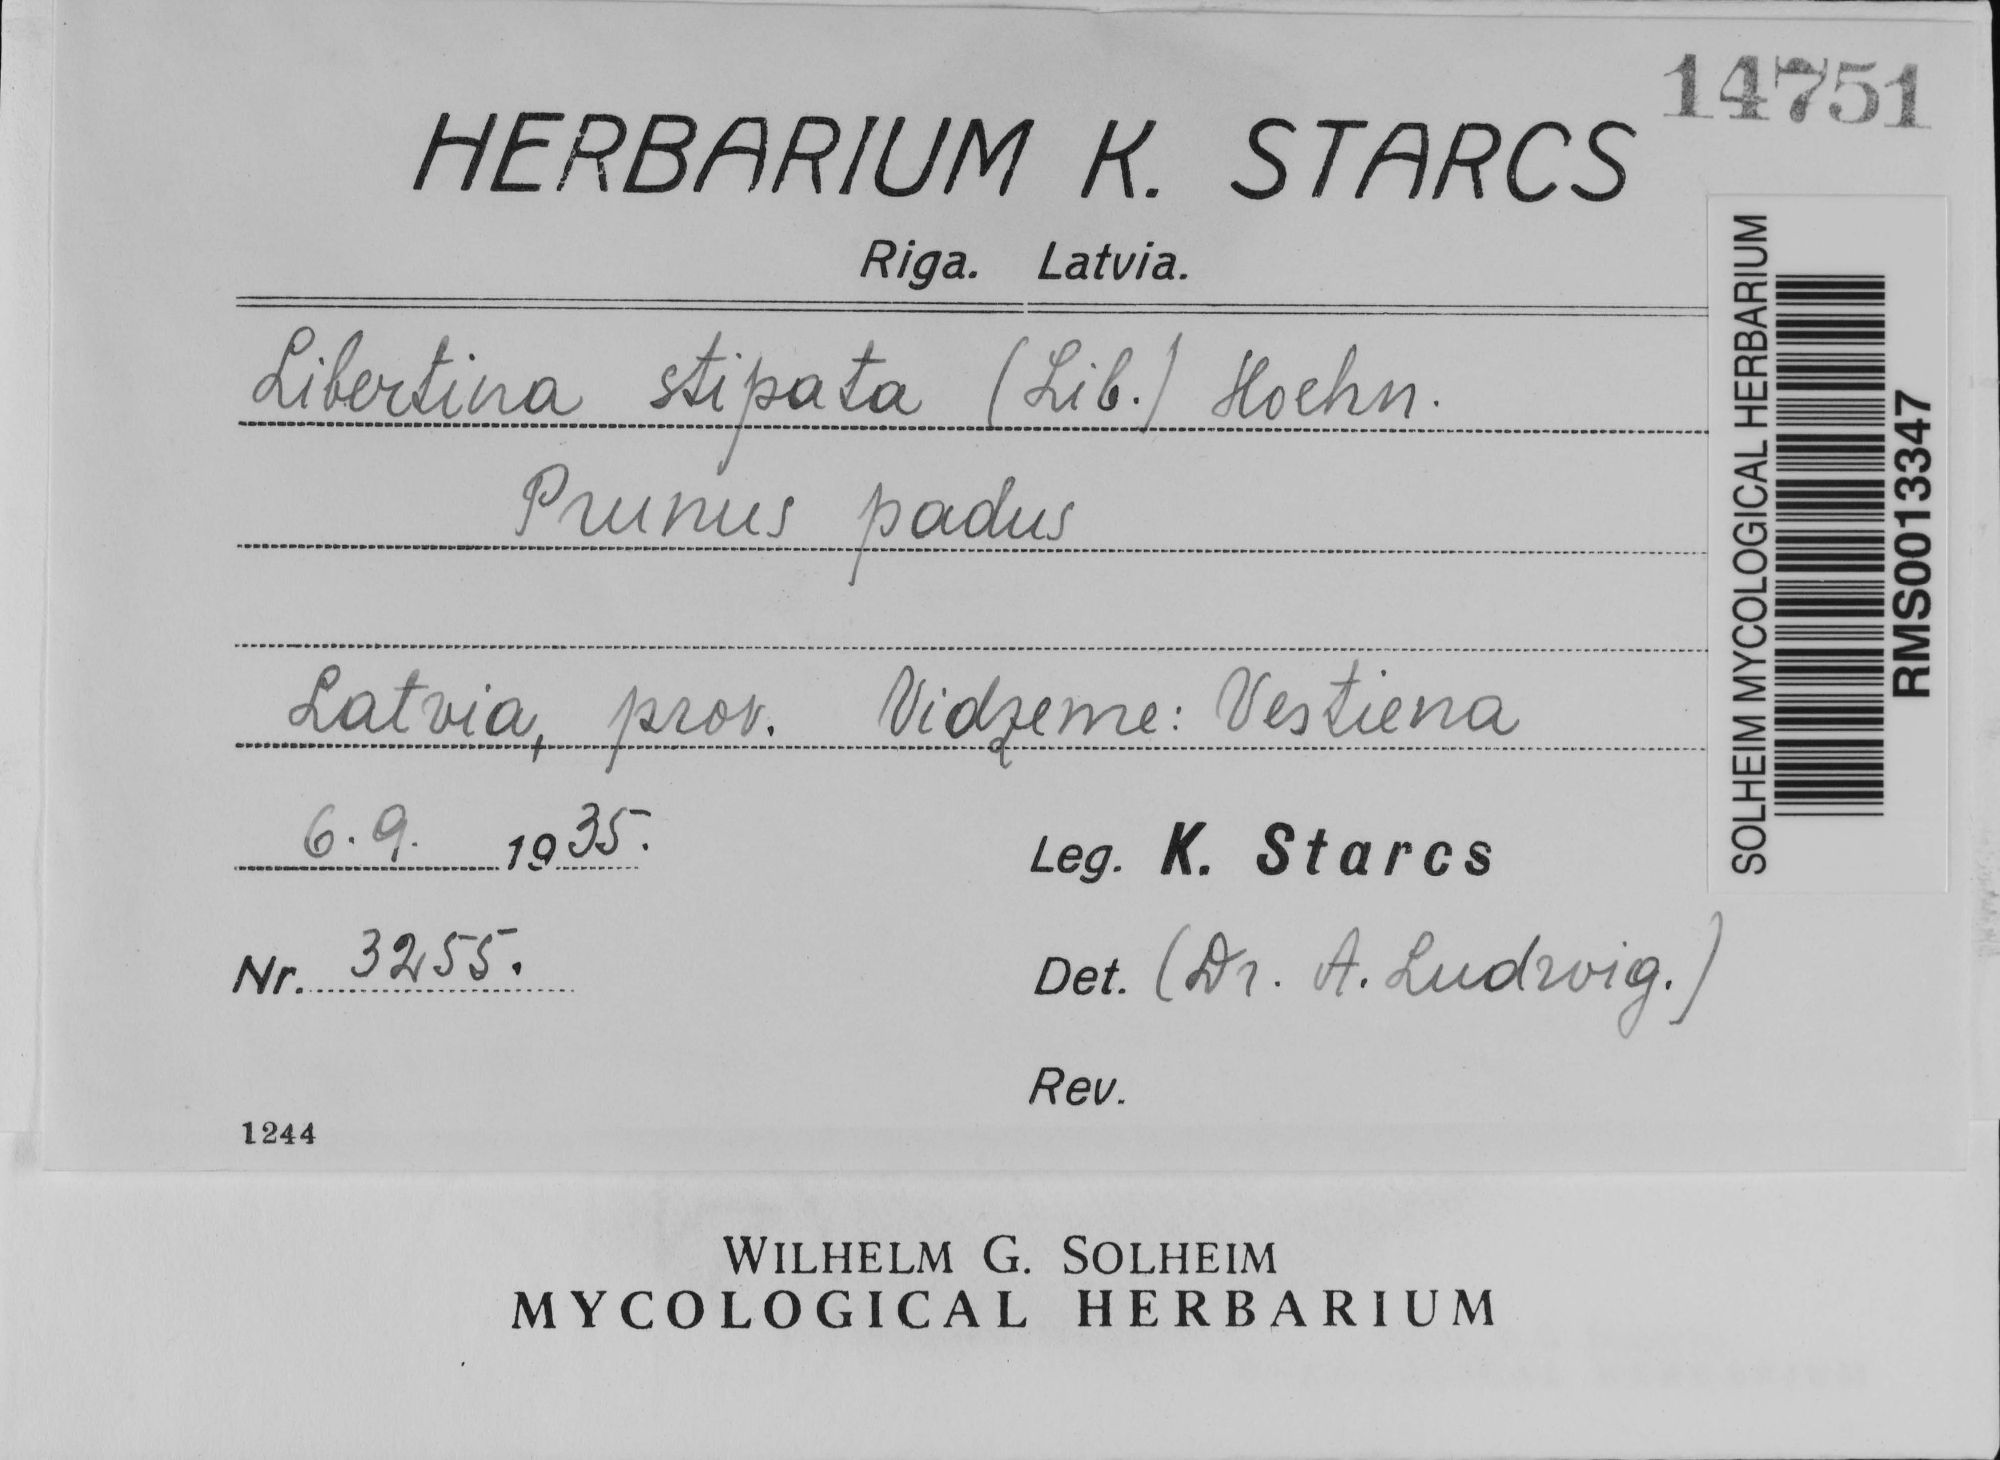 14751
HERBARIUM K. STARCS
Riga. Latvia.
Libertina stipata (Lib.) Hoehn.
Prunus padus
Latvia, prov. Vidzeme: Vestiena
6.9. 1935.
Leg. K. Starcs
Nr. 3255.
Det. (Dr. A. Ludwig.)
Rev.
1244
SOLHEIM MYCOLOGICAL HERBARIUM
RMS0013347
WILHELM G. SOLHEIM
MYCOLOGICAL HERBARIUM